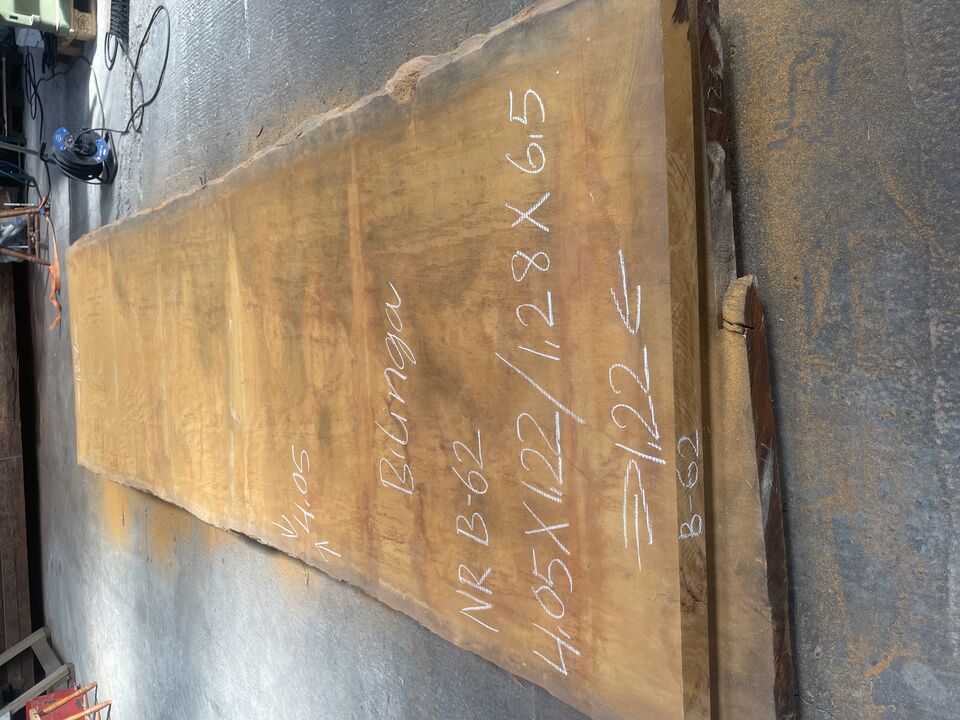 4,05
Bilinga
NR B-62
4,05 X 1,22 / 1,28 X 6,5
→ 1,22 ←
B-62